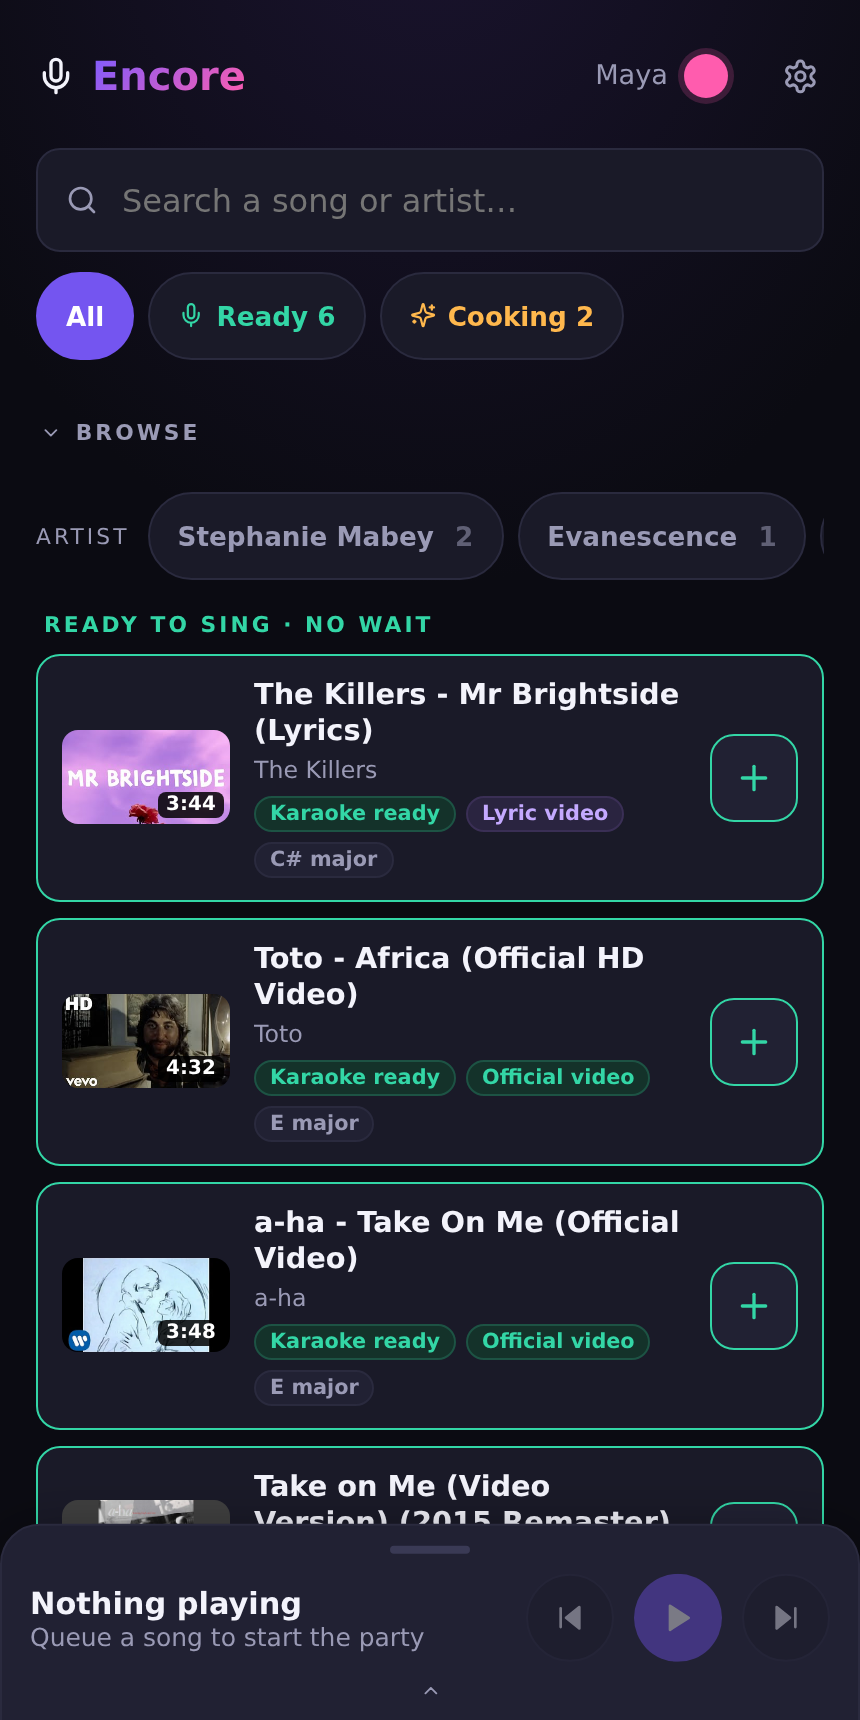 Encore
Maya
Search a song or artist...
All
Ready 6
Cooking 2
BROWSE
ARTIST
Stephanie Mabey 2
Evanescence 1
READY TO SING · NO WAIT
MR BRIGHTSIDE
3:44
The Killers - Mr Brightside
(Lyrics)
The Killers
Karaoke ready
Lyric video
C# major
HD
vevo
4:32
Toto - Africa (Official HD
Video)
Toto
Karaoke ready
Official video
E major
3:48
a-ha - Take On Me (Official
Video)
a-ha
Karaoke ready
Official video
E major
a-ha
Take on Me (Video
Version) (2015 Remaster)
Nothing playing
Queue a song to start the party